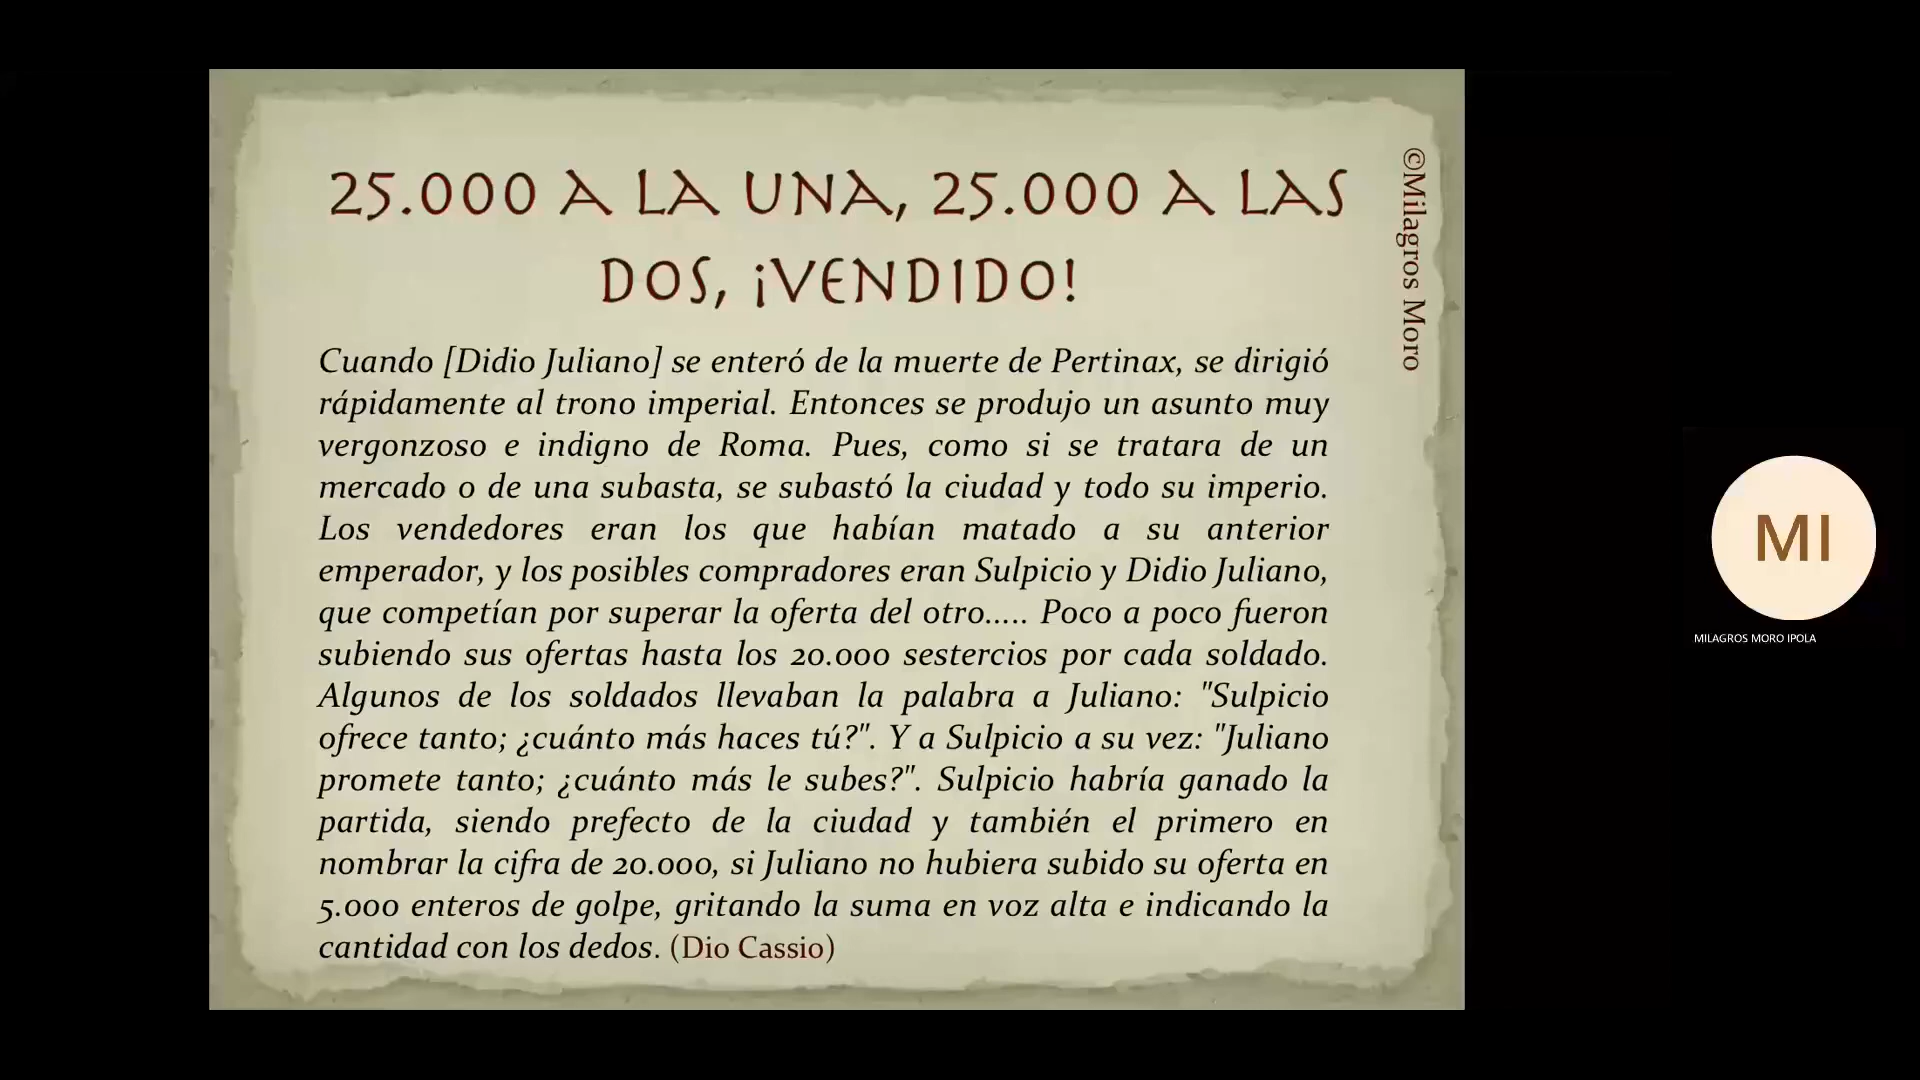 25.000 A LA UNA, 25.000 A LAS
DOS, ¡VENDIDO!
©Milagros Moro
Cuando [Didio Juliano] se enteró de la muerte de Pertinax, se dirigió
rápidamente al trono imperial. Entonces se produjo un asunto muy
vergonzoso e indigno de Roma. Pues, como si se tratara de un
mercado o de una subasta, se subastó la ciudad y todo su imperio.
Los vendedores eran los que habían matado a su anterior
emperador, y los posibles compradores eran Sulpicio y Didio Juliano,
que competían por superar la oferta del otro..... Poco a poco fueron
subiendo sus ofertas hasta los 20.000 sestercios por cada soldado.
Algunos de los soldados llevaban la palabra a Juliano: "Sulpicio
ofrece tanto; ¿cuánto más haces tú?". Y a Sulpicio a su vez: "Juliano
promete tanto; ¿cuánto más le subes?". Sulpicio habría ganado la
partida, siendo prefecto de la ciudad y también el primero en
nombrar la cifra de 20.000, si Juliano no hubiera subido su oferta en
5.000 enteros de golpe, gritando la suma en voz alta e indicando la
cantidad con los dedos. (Dio Cassio)
MI
MILAGROS MORO IPOLA